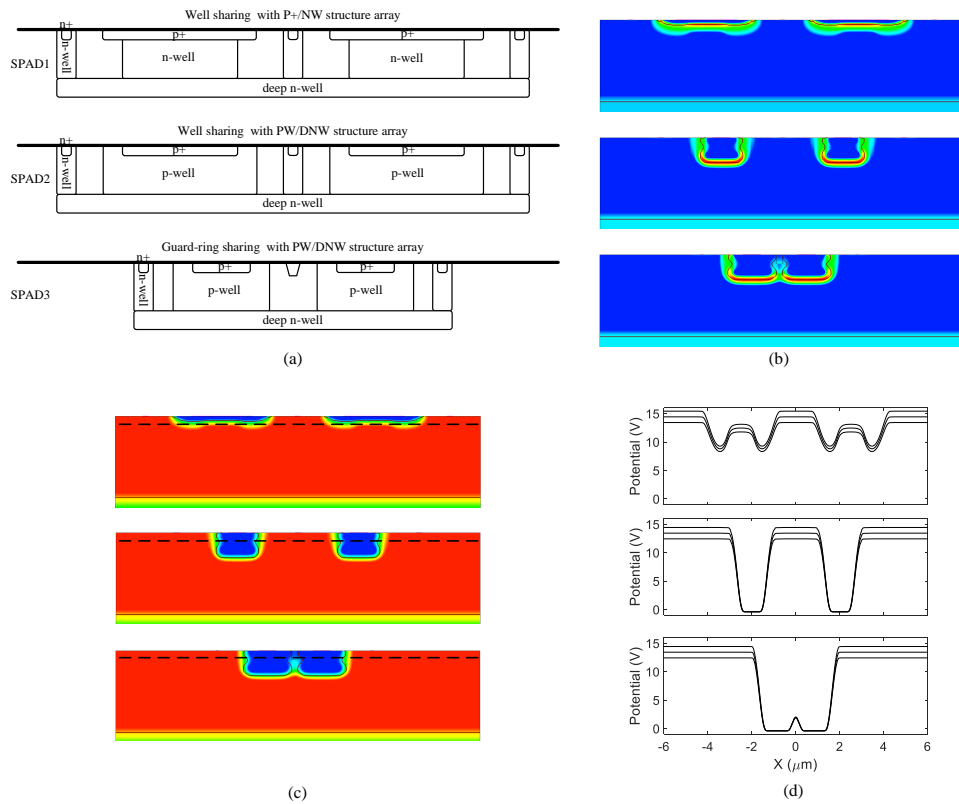 Well sharing with P+/NW structure array
n+
p+
p+
n-well
n-well
n-well
SPAD1
deep n-well
Well sharing with PW/DNW structure array
n+
p+
p+
n-well
p-well
p-well
SPAD2
deep n-well
Guard-ring sharing with PW/DNW structure array
n+
p+
p+
n-well
p-well
p-well
SPAD3
deep n-well
(a)
(b)
(c)
Potential (V)
15
10
5
0
Potential (V)
15
10
5
0
Potential (V)
15
10
5
0
-6 -4 -2 0 2 4 6
X (μm)
(d)